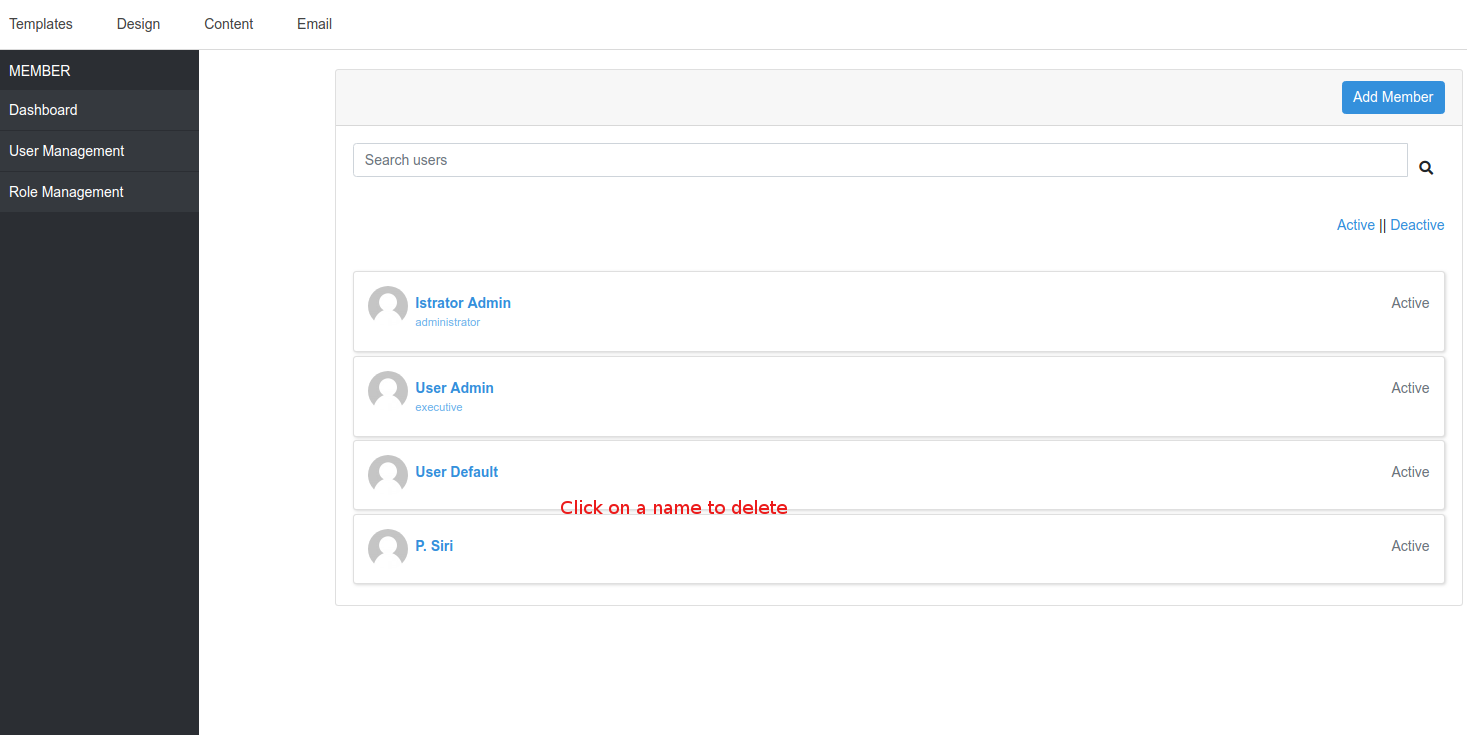 Templates Design Content Email
MEMBER
Dashboard
User Management
Role Management
Add Member
Search users
Active || Deactive
Istrator Admin
administrator
Active
User Admin
executive
Active
User Default
Active
Click on a name to delete
P. Siri
Active